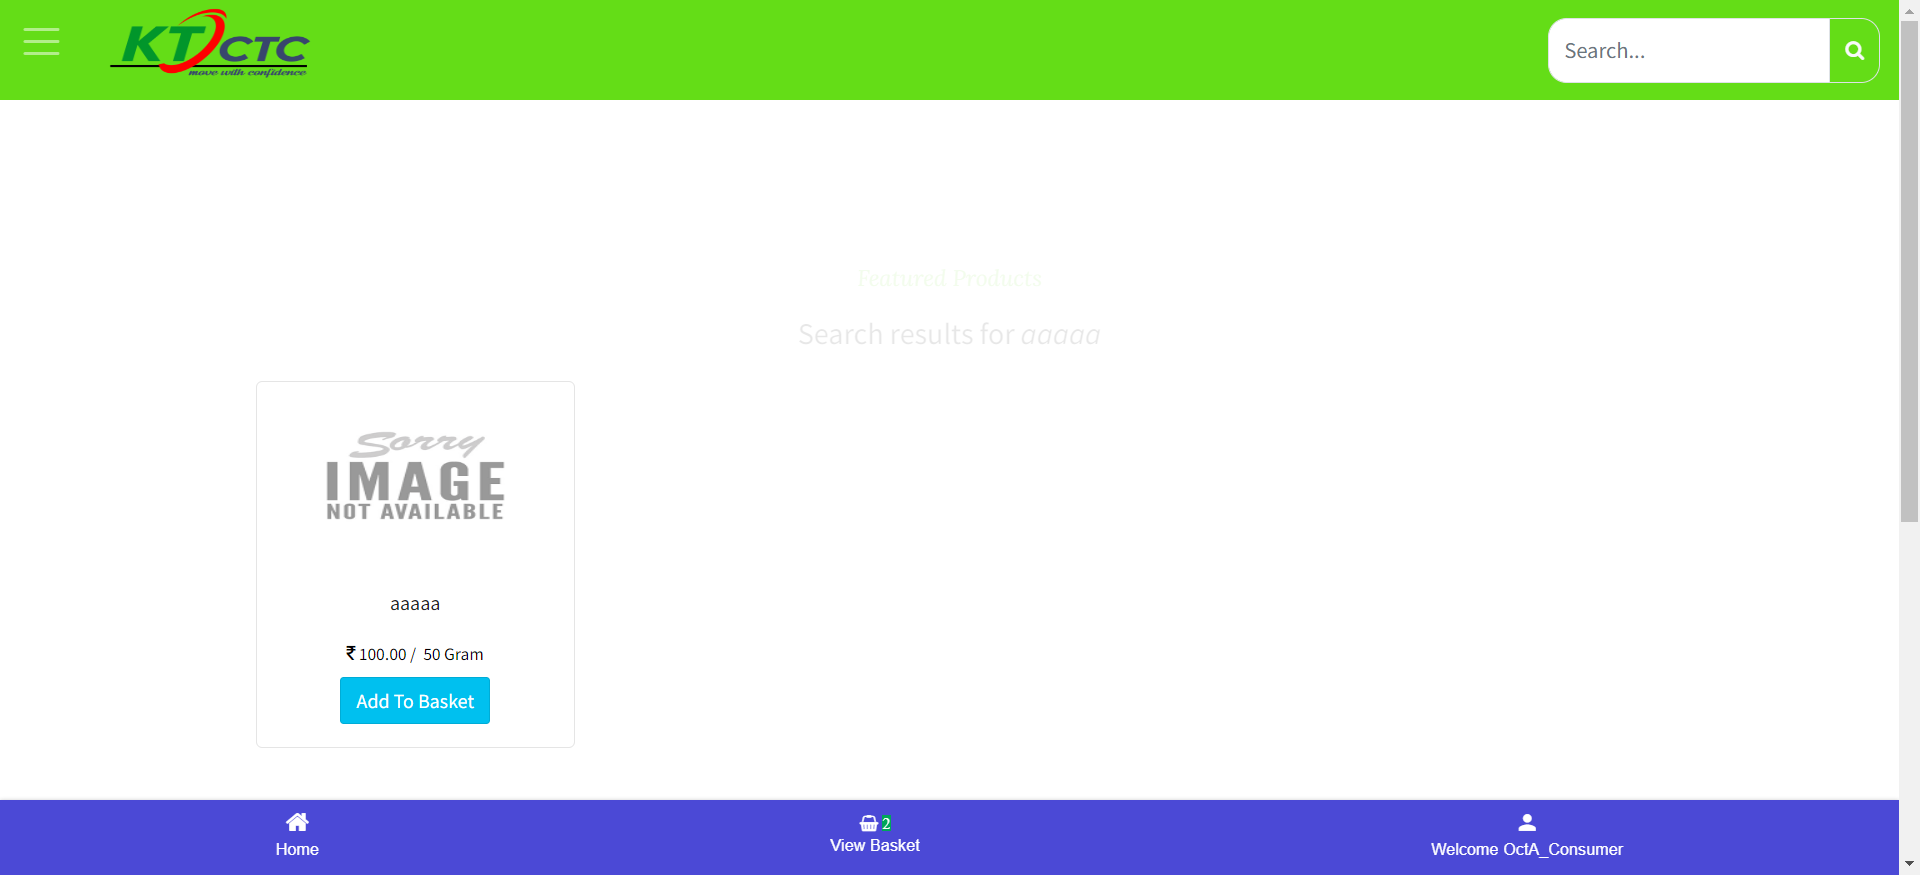 KTCTC
move with confidence
Search...
Featured Products
Search results for aaaaa
Sorry
IMAGE
NOT AVAILABLE
aaaaa
₹ 100.00 / 50 Gram
Add To Basket
Home
2
View Basket
Welcome OctA_Consumer